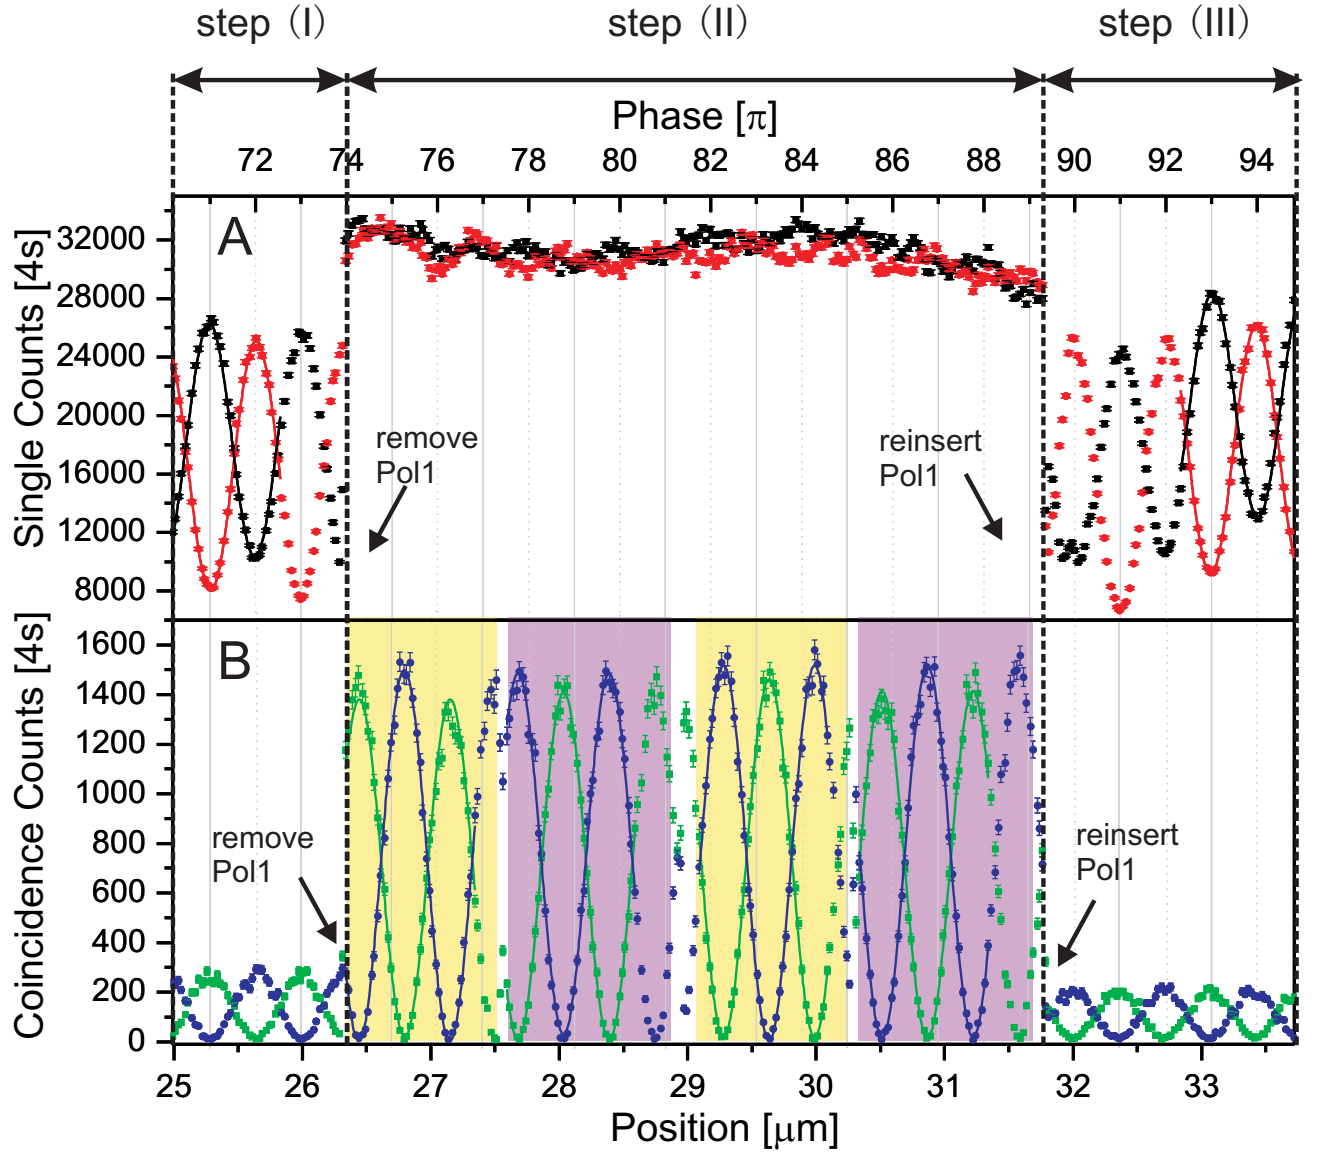 step (I) step (II) step (III)
Phase [π]
72 74 76 78 80 82 84 86 88 90 92 94
A
Single Counts [4s]
32000
28000
24000
20000
16000
12000
8000
remove
Pol1
reinsert
Pol1
B
Coincidence Counts [4s]
1600
1400
1200
1000
800
600
400
200
0
remove
Pol1
reinsert
Pol1
25 26 27 28 29 30 31 32 33
Position [μm]